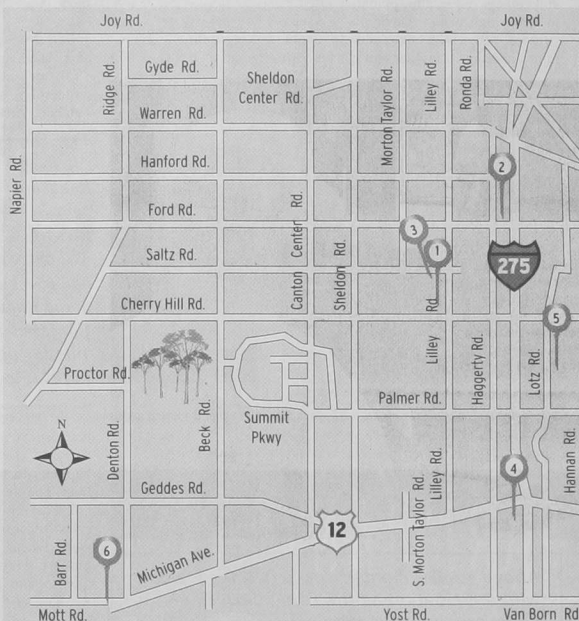 Joy Rd.
Joy Rd.
Ridge Rd.
Gyde Rd.
Sheldon
Center Rd.
Morton Taylor Rd.
Lilley Rd.
Ronda Rd.
Warren Rd.
Napier Rd.
Hanford Rd.
2
Ford Rd.
Canton Center Rd.
Sheldon Rd.
3
1
275
Saltz Rd.
Cherry Hill Rd.
Lilley Rd.
5
Haggerty Rd.
Lotz Rd.
Proctor Rd.
Beck Rd.
Summit
Pkwy
Palmer Rd.
N
Denton Rd.
Hannan Rd.
4
Geddes Rd.
S. Morton Taylor Rd.
Lilley Rd.
12
Barr Rd.
6
Michigan Ave.
Mott Rd.
Yost Rd.
Van Born Rd